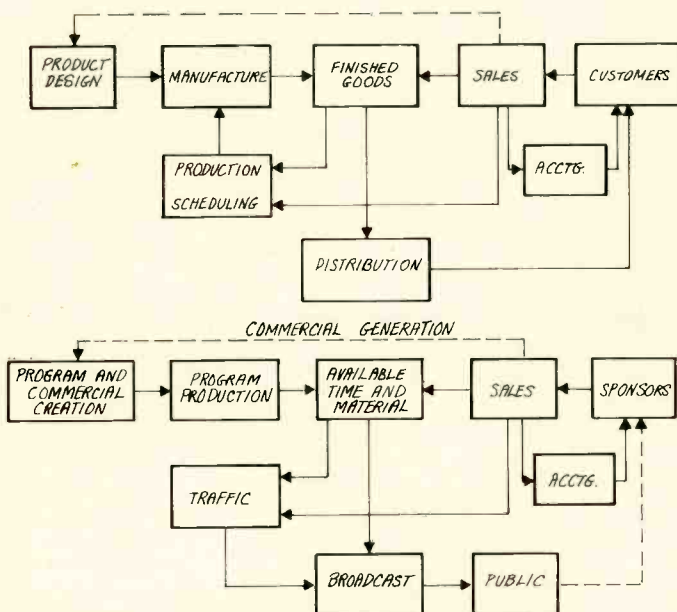 PRODUCT
DESIGN
MANUFACTURE
FINISHED
GOODS
SALES
CUSTOMERS
PRODUCTION
SCHEDULING
ACCTG.
DISTRIBUTION
COMMERCIAL GENERATION
PROGRAM AND
COMMERCIAL
CREATION
PROGRAM
PRODUCTION
AVAILABLE
TIME AND
MATERIAL
SALES
SPONSORS
TRAFFIC
ACCTG.
BROADCAST
PUBLIC